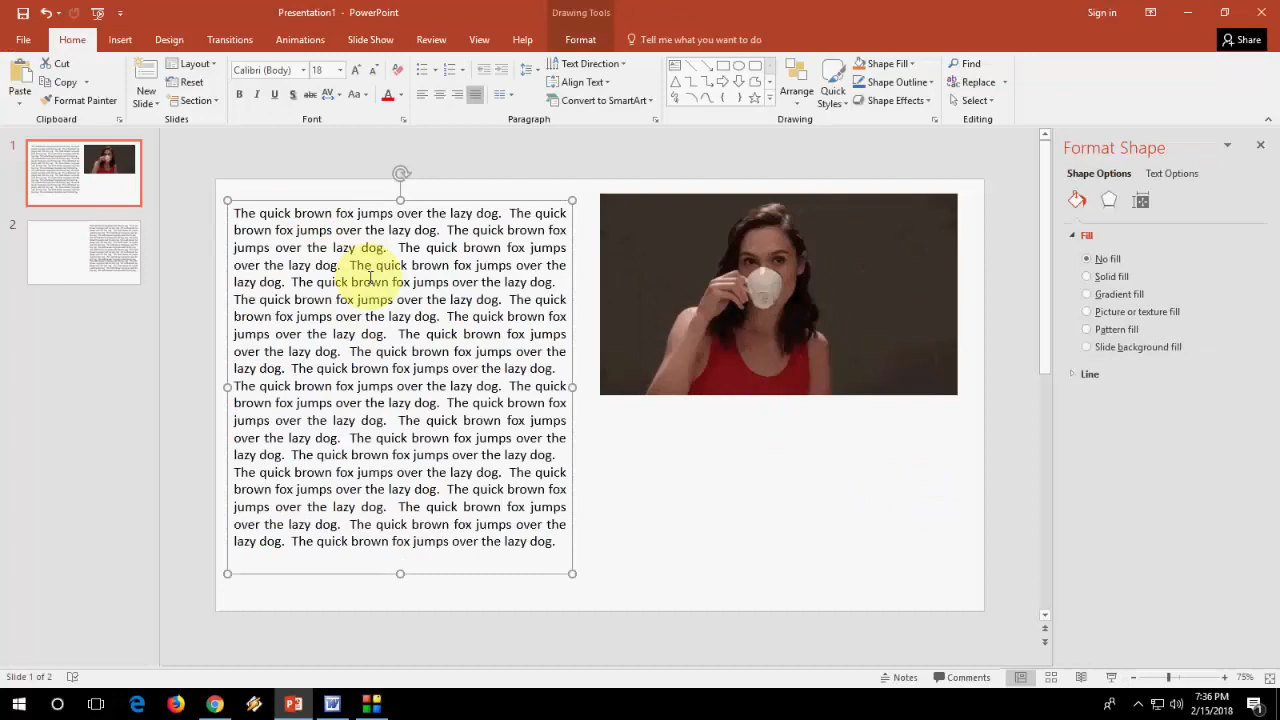 Presentation1 - PowerPoint
Drawing Tools
Sign in
File
Home
Insert
Design
Transitions
Animations
Slide Show
Review
View
Help
Format
Tell me what you want to do
Share
Paste
Cut
Copy
Format Painter
Clipboard
New
Slide
Layout
Reset
Section
Slides
Calibri (Body)
18
B I U S abc AV Aa A
Font
Text Direction
Align Text
Convert to SmartArt
Paragraph
Arrange
Quick
Styles
Shape Fill
Shape Outline
Shape Effects
Drawing
Find
Replace
Select
Editing
1
2
The quick brown fox jumps over the lazy dog. The quick
brown fox jumps over the lazy dog. The quick brown fox
jumps over the lazy dog. The quick brown fox jumps
over the lazy dog. The quick brown fox jumps over the
lazy dog. The quick brown fox jumps over the lazy dog.
The quick brown fox jumps over the lazy dog. The quick
brown fox jumps over the lazy dog. The quick brown fox
jumps over the lazy dog. The quick brown fox jumps
over the lazy dog. The quick brown fox jumps over the
lazy dog. The quick brown fox jumps over the lazy dog.
The quick brown fox jumps over the lazy dog. The quick
brown fox jumps over the lazy dog. The quick brown fox
jumps over the lazy dog. The quick brown fox jumps
over the lazy dog. The quick brown fox jumps over the
lazy dog. The quick brown fox jumps over the lazy dog.
The quick brown fox jumps over the lazy dog. The quick
brown fox jumps over the lazy dog. The quick brown fox
jumps over the lazy dog. The quick brown fox jumps
over the lazy dog. The quick brown fox jumps over the
lazy dog. The quick brown fox jumps over the lazy dog.
Format Shape
Shape Options
Text Options
Fill
No fill
Solid fill
Gradient fill
Picture or texture fill
Pattern fill
Slide background fill
Line
Slide 1 of 2
Notes
Comments
75%
7:36 PM
2/15/2018